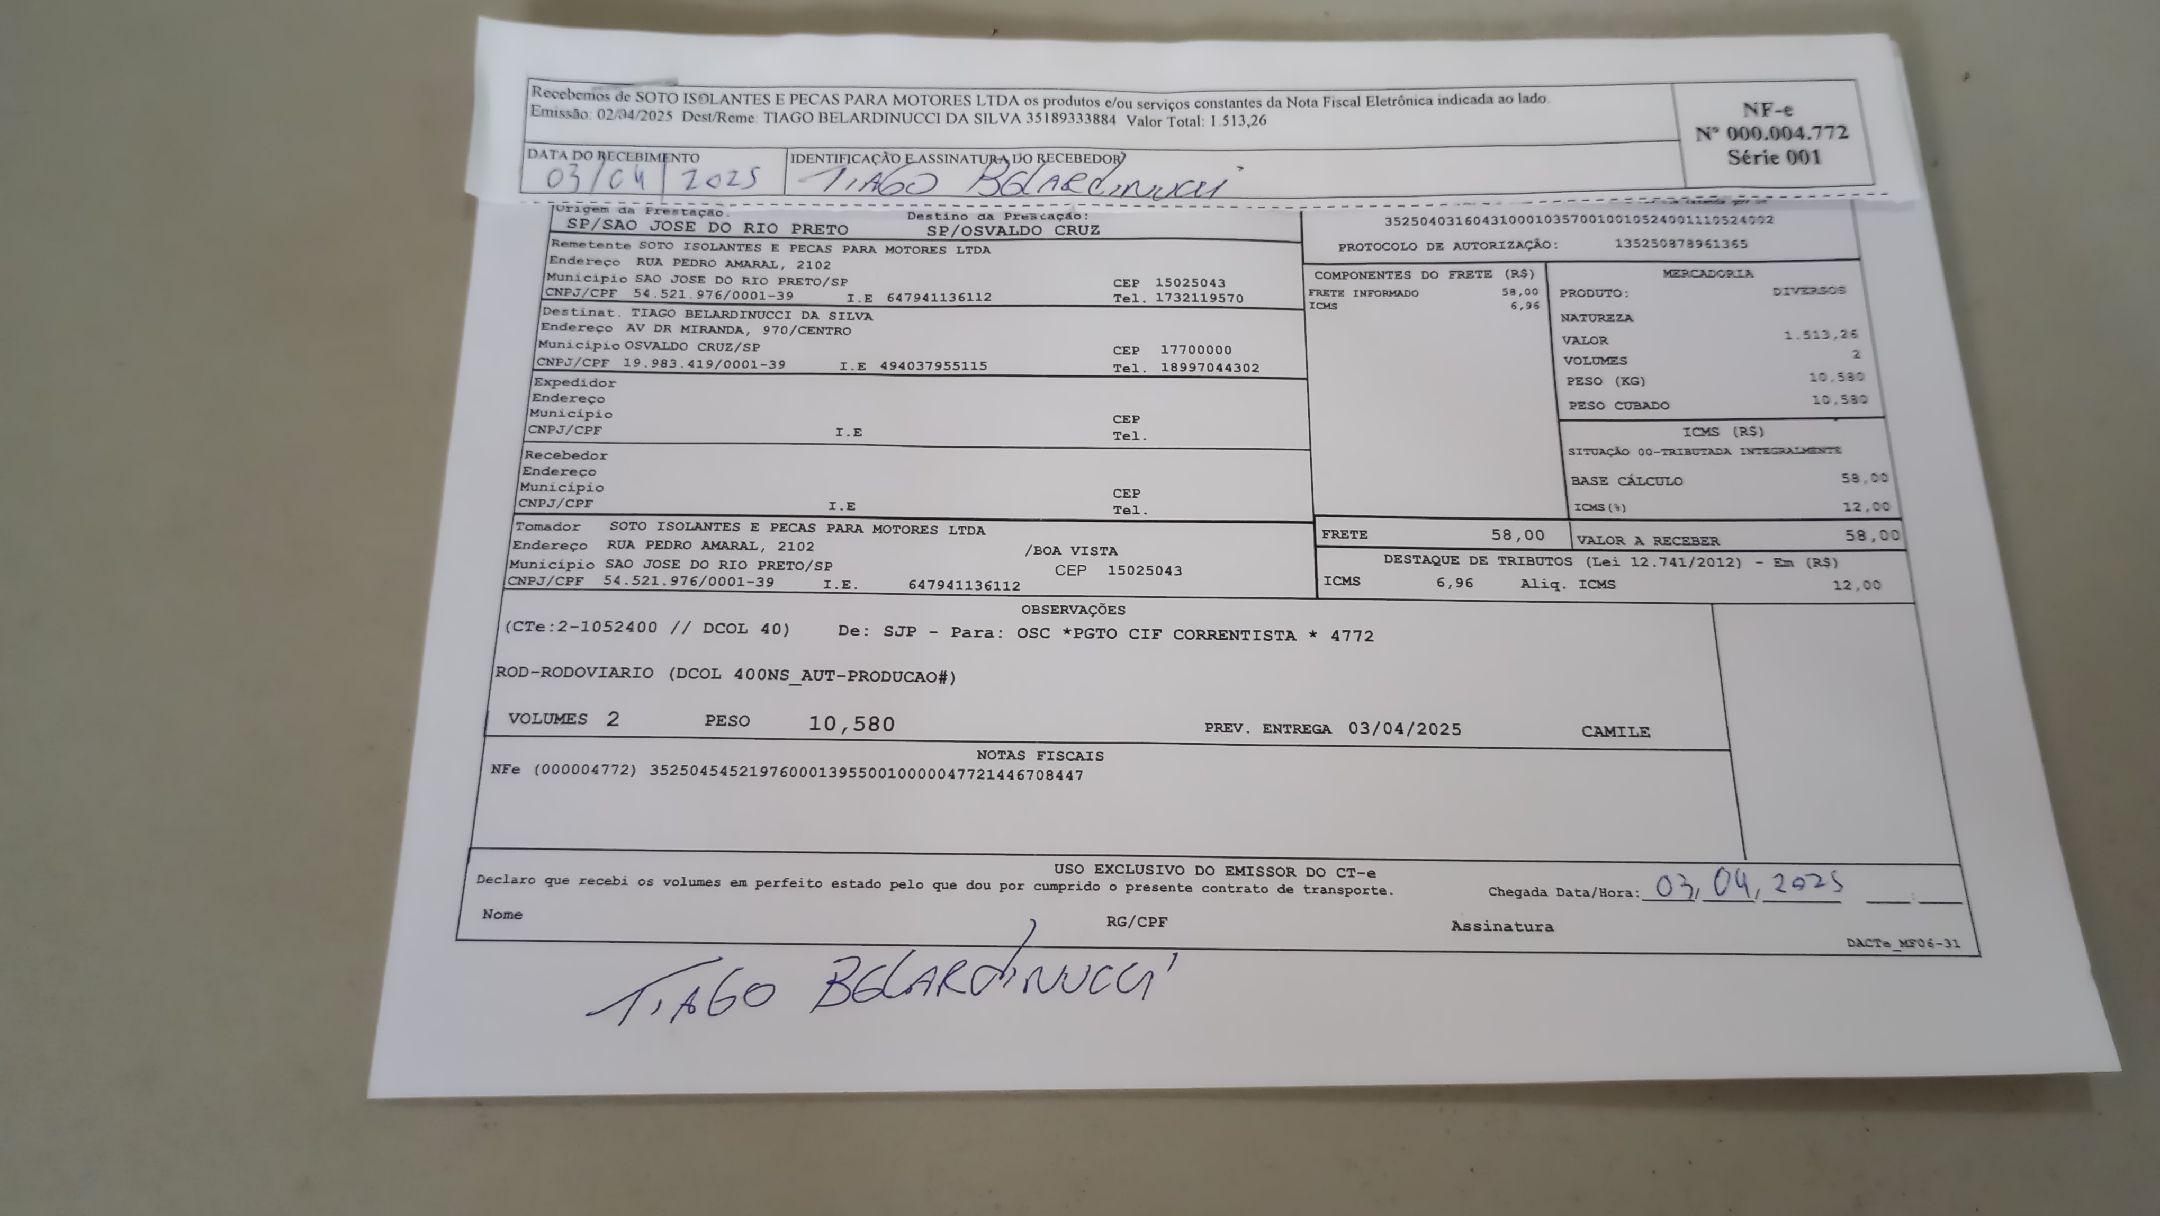 Recebemos de SOTO ISOLANTES E PECAS PARA MOTORES LTDA os produtos e/ou serviços constantes da Nota Fiscal Eletrônica indicada ao lado.
Emissão: 02/04/2025 Dest/Reme: TIAGO BELARDINUCCI DA SILVA 35189333884 Valor Total: 1.513,26
NF-e
Nº 000.004.772
Série 001
DATA DO RECEBIMENTO
IDENTIFICAÇÃO E ASSINATURA DO RECEBEDOR
03/04/2025
TIAGO BELARDINUCCI
Origem da Prestação:
Destino da Prestação:
SP/SAO JOSE DO RIO PRETO
SP/OSVALDO CRUZ
Remetente SOTO ISOLANTES E PECAS PARA MOTORES LTDA
Endereço RUA PEDRO AMARAL, 2102
Municipio SAO JOSE DO RIO PRETO/SP CEP 15025043
CNPJ/CPF 54.521.976/0001-39 I.E 647941136112 Tel. 1732119570
Destinat. TIAGO BELARDINUCCI DA SILVA
Endereço AV DR MIRANDA, 970/CENTRO
Municipio OSVALDO CRUZ/SP CEP 17700000
CNPJ/CPF 19.983.419/0001-39 I.E 494037955115 Tel. 18997044302
Expedidor
Endereço
Municipio CEP
CNPJ/CPF I.E Tel.
Recebedor
Endereço
Municipio CEP
CNPJ/CPF I.E Tel.
Tomador SOTO ISOLANTES E PECAS PARA MOTORES LTDA
Endereço RUA PEDRO AMARAL, 2102 /BOA VISTA
Municipio SAO JOSE DO RIO PRETO/SP CEP 15025043
CNPJ/CPF 54.521.976/0001-39 I.E. 647941136112
35250403160431000103570010010524001110524002
PROTOCOLO DE AUTORIZAÇÃO: 135250878961365
COMPONENTES DO FRETE (R$)
FRETE INFORMADO 58,00
ICMS 6,96
MERCADORIA
PRODUTO: DIVERSOS
NATUREZA
VALOR 1.513,26
VOLUMES 2
PESO (KG) 10,580
PESO CUBADO 10,580
ICMS (R$)
SITUAÇÃO 00-TRIBUTADA INTEGRALMENTE
BASE CÁLCULO 58,00
ICMS(%) 12,00
FRETE 58,00
VALOR A RECEBER 58,00
DESTAQUE DE TRIBUTOS (Lei 12.741/2012) - Em (R$)
ICMS 6,96 Aliq. ICMS 12,00
OBSERVAÇÕES
(CTe:2-1052400 // DCOL 40) De: SJP - Para: OSC *PGTO CIF CORRENTISTA * 4772
ROD-RODOVIARIO (DCOL 400NS_AUT-PRODUCAO#)
VOLUMES 2 PESO 10,580 PREV. ENTREGA 03/04/2025 CAMILE
NOTAS FISCAIS
NFe (000004772) 35250454521976000139550010000047721446708447
USO EXCLUSIVO DO EMISSOR DO CT-e
Declaro que recebi os volumes em perfeito estado pelo que dou por cumprido o presente contrato de transporte.
Chegada Data/Hora: 03, 04, 2025
Nome RG/CPF Assinatura
DACTe_MF06-31
TIAGO BELARDINUCCI